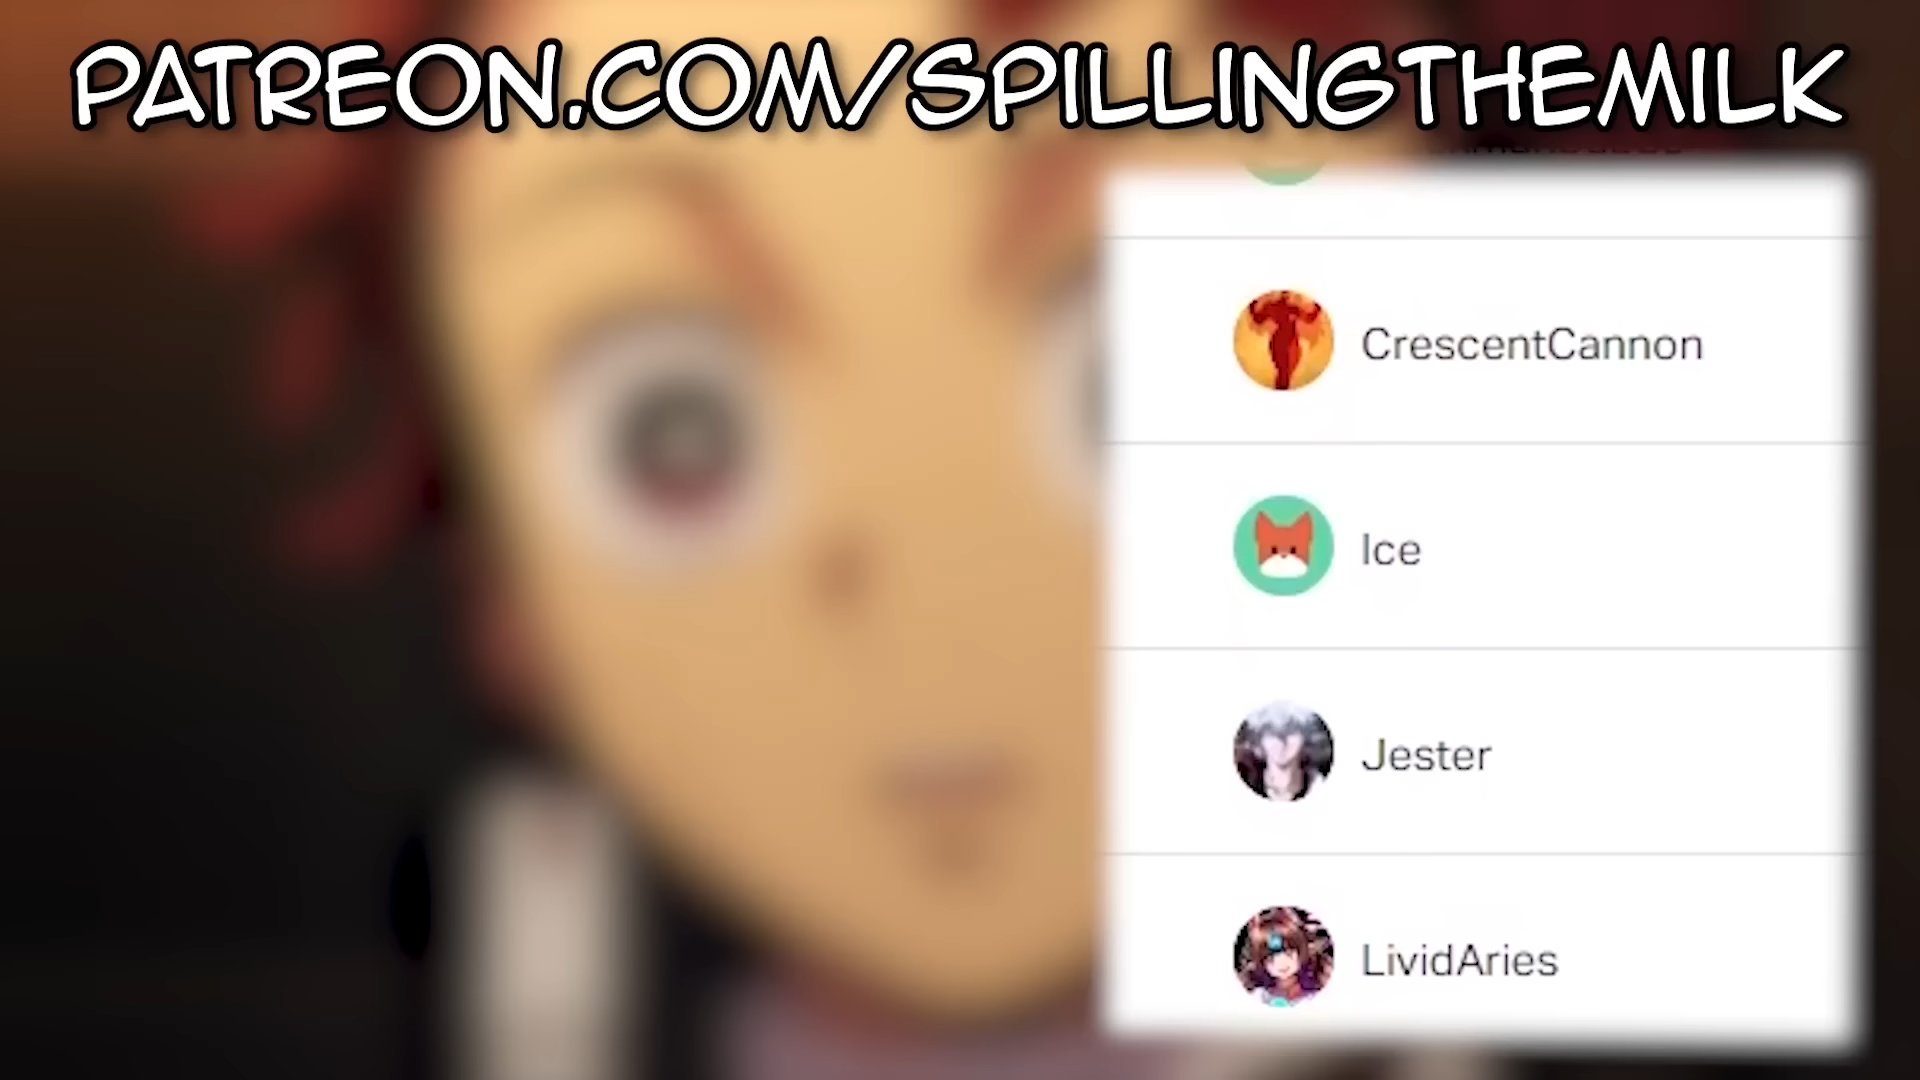 PATREON.COM/SPILLINGTHEMILK
CrescentCannon
Ice
Jester
LividAries